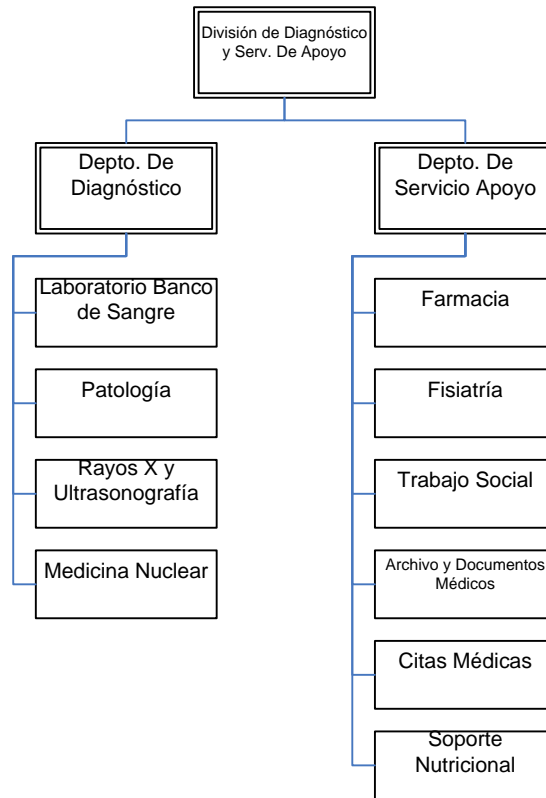 División de Diagnóstico
y Serv. De Apoyo
Depto. De
Diagnóstico
Depto. De
Servicio Apoyo
Laboratorio Banco
de Sangre
Patología
Rayos X y
Ultrasonografía
Medicina Nuclear
Farmacia
Fisiatría
Trabajo Social
Archivo y Documentos
Médicos
Citas Médicas
Soporte
Nutricional